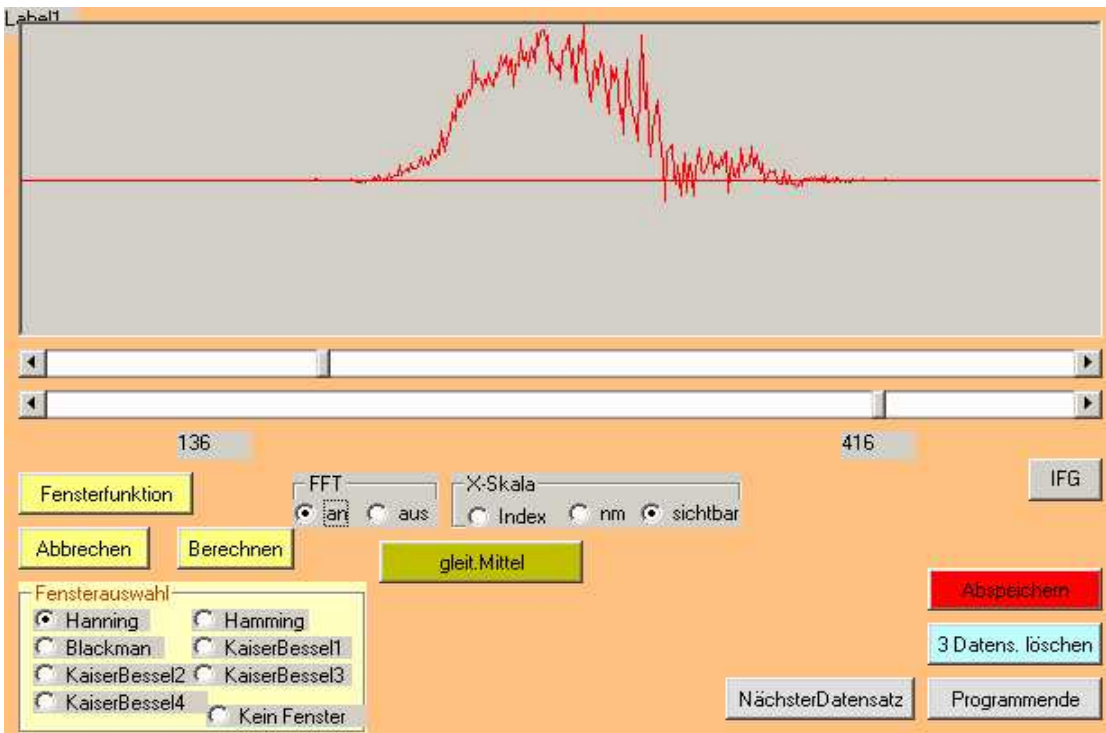 Label1
136 416
IFG
Fensterfunktion
FFT
an aus
X-Skala
Index nm sichtbar
Abbrechen Berechnen
gleit.Mittel
Fensterauswahl
Hanning Hamming
Blackman KaiserBessel1
KaiserBessel2 KaiserBessel3
KaiserBessel4
Kein Fenster
Abspeichern
3 Datens. löschen
NächsterDatensatz Programmende